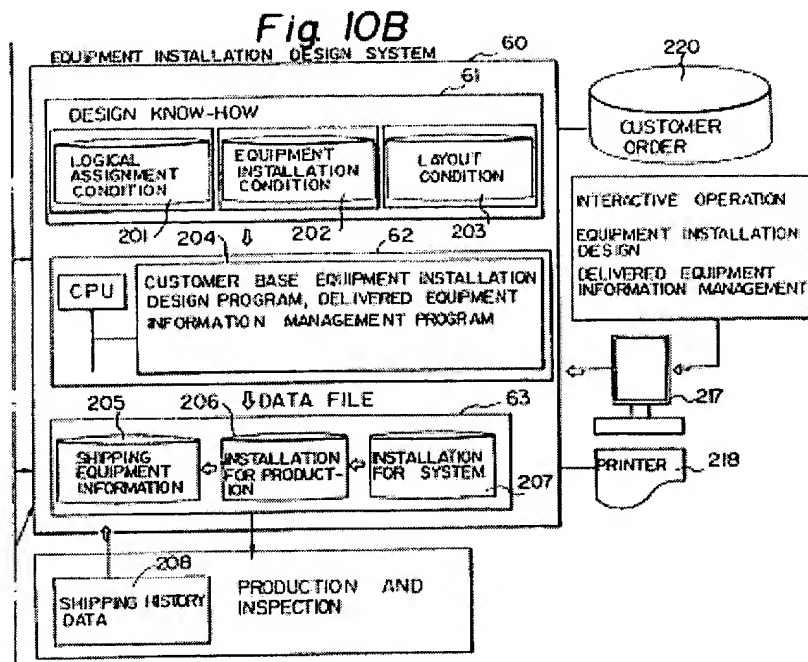 Fig. 10B
EQUIPMENT INSTALLATION DESIGN SYSTEM
60
61
DESIGN KNOW-HOW
LOGICAL
ASSIGNMENT
CONDITION
EQUIPMENT
INSTALLATION
CONDITION
LAYOUT
CONDITION
201
204
202
203
62
CPU
CUSTOMER BASE EQUIPMENT INSTALLATION
DESIGN PROGRAM, DELIVERED EQUIPMENT
INFORMATION MANAGEMENT PROGRAM
205
206
DATA FILE
63
SHIPPING
EQUIPMENT
INFORMATION
INSTALLATION
FOR PRODUCT-
ION
INSTALLATION
FOR SYSTEM
207
208
SHIPPING HISTORY
DATA
PRODUCTION AND
INSPECTION
220
CUSTOMER
ORDER
INTERACTIVE OPERATION
EQUIPMENT INSTALLATION
DESIGN
DELIVERED EQUIPMENT
INFORMATION MANAGEMENT
217
PRINTER
218